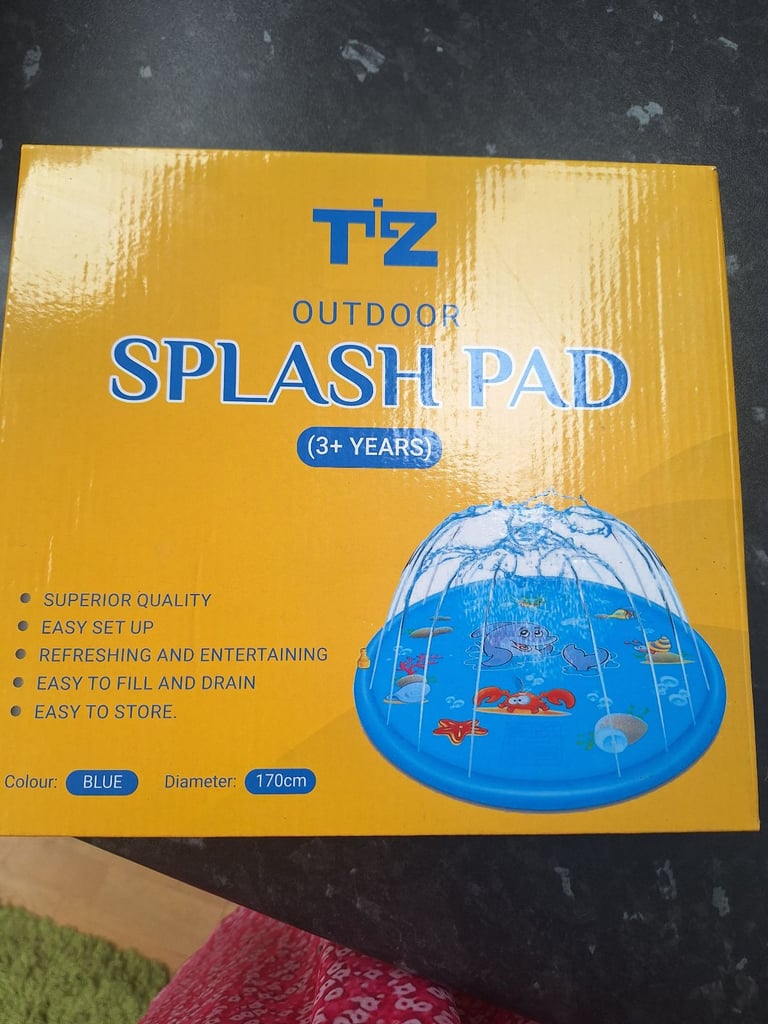 TiZ
OUTDOOR
SPLASH PAD
(3+ YEARS)
SUPERIOR QUALITY
EASY SET UP
REFRESHING AND ENTERTAINING
EASY TO FILL AND DRAIN
EASY TO STORE.
Colour: BLUE Diameter: 170cm